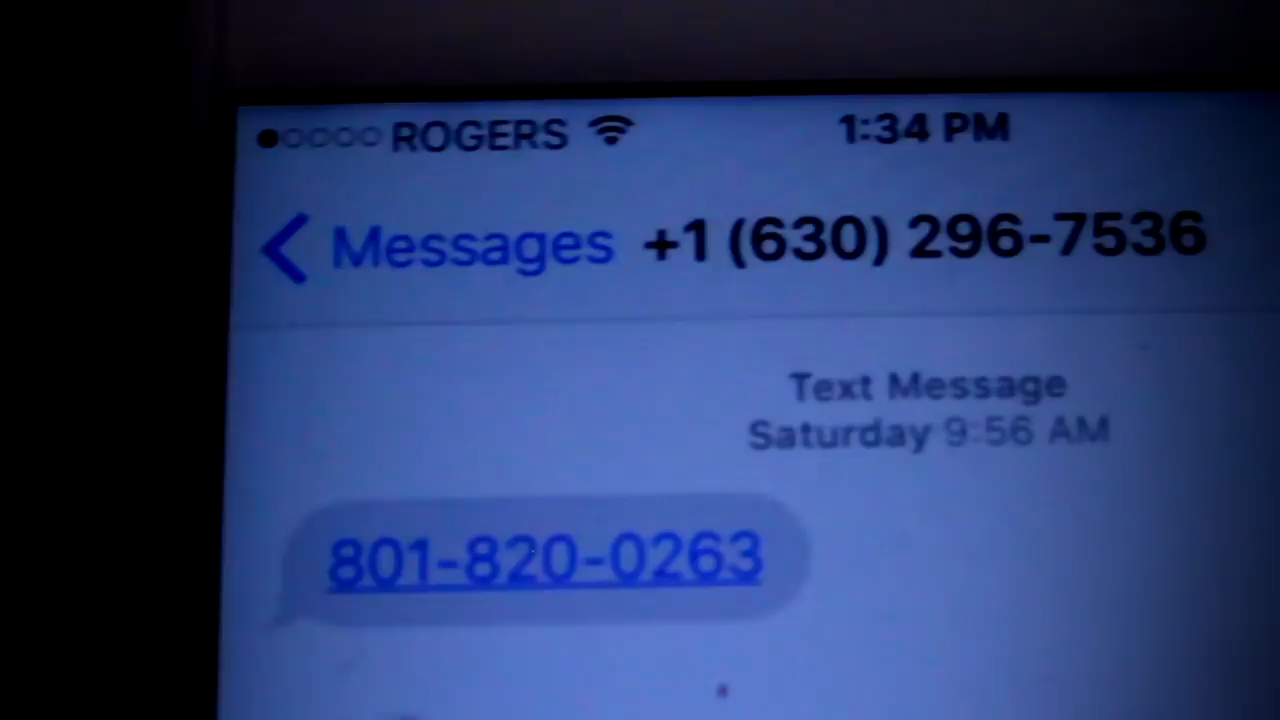 ROGERS 1:34 PM
Messages +1 (630) 296-7536
Text Message
Saturday 9:56 AM
801-820-0263